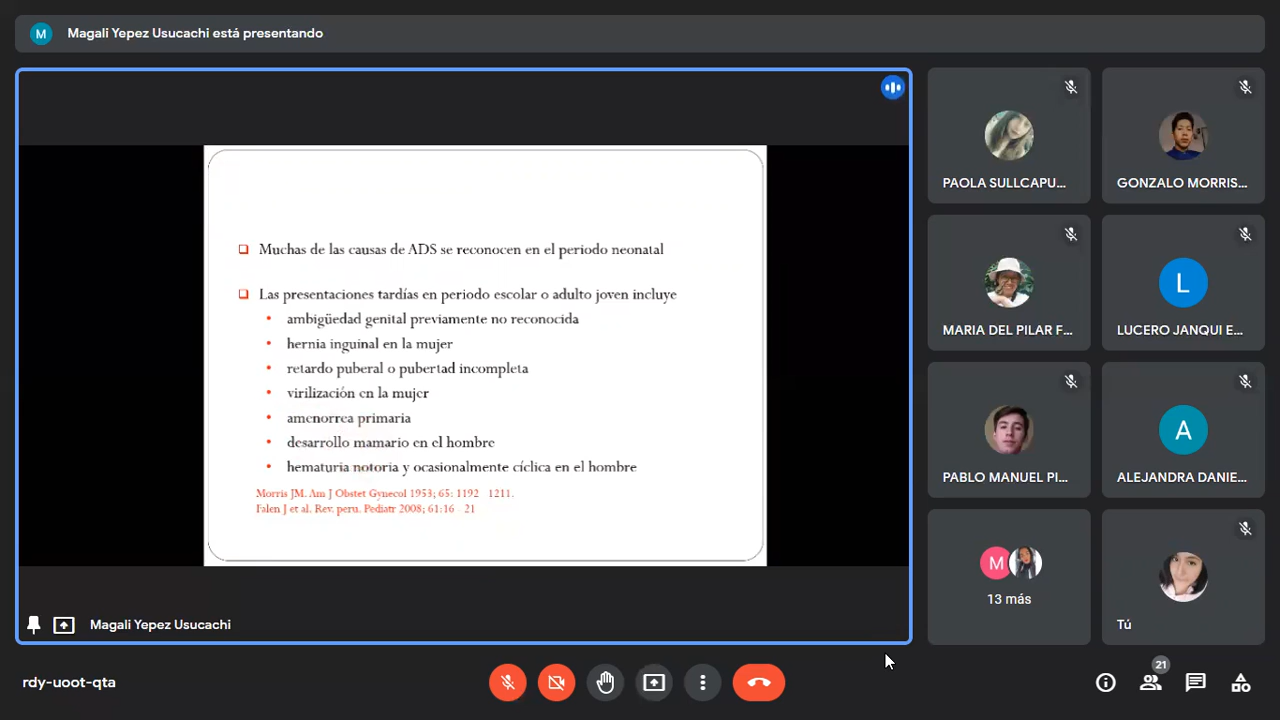 M
Magali Yepez Usucachi está presentando
Muchas de las causas de ADS se reconocen en el periodo neonatal
Las presentaciones tardías en periodo escolar o adulto joven incluye
• ambigüedad genital previamente no reconocida
• hernia inguinal en la mujer
• retardo puberal o pubertad incompleta
• virilización en la mujer
• amenorrea primaria
• desarrollo mamario en el hombre
• hematuria notoria y ocasionalmente cíclica en el hombre
Morris JM. Am J Obstet Gynecol 1953; 65: 1192 1211.
Falen J et al. Rev. peru. Pediatr 2008; 61:16 21
Magali Yepez Usucachi
PAOLA SULLCAPU...
GONZALO MORRIS...
MARIA DEL PILAR F...
L
LUCERO JANQUI E...
PABLO MANUEL PI...
A
ALEJANDRA DANIE...
M
13 más
Tú
rdy-uoot-qta
21